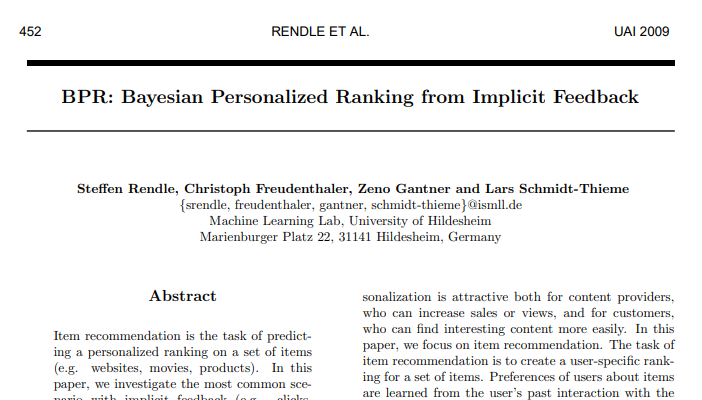 452
RENDLE ET AL.
UAI 2009
BPR: Bayesian Personalized Ranking from Implicit Feedback
Steffen Rendle, Christoph Freudenthaler, Zeno Gantner and Lars Schmidt-Thieme
{srendle, freudenthaler, gantner, schmidt-thieme}@ismll.de
Machine Learning Lab, University of Hildesheim
Marienburger Platz 22, 31141 Hildesheim, Germany
Abstract
Item recommendation is the task of predict-
ing a personalized ranking on a set of items
(e.g. websites, movies, products). In this
paper, we investigate the most common sce-
nario with implicit feedback (e.g. clicks,
sonalization is attractive both for content providers,
who can increase sales or views, and for customers,
who can find interesting content more easily. In this
paper, we focus on item recommendation. The task of
item recommendation is to create a user-specific rank-
ing for a set of items. Preferences of users about items
are learned from the user's past interaction with the